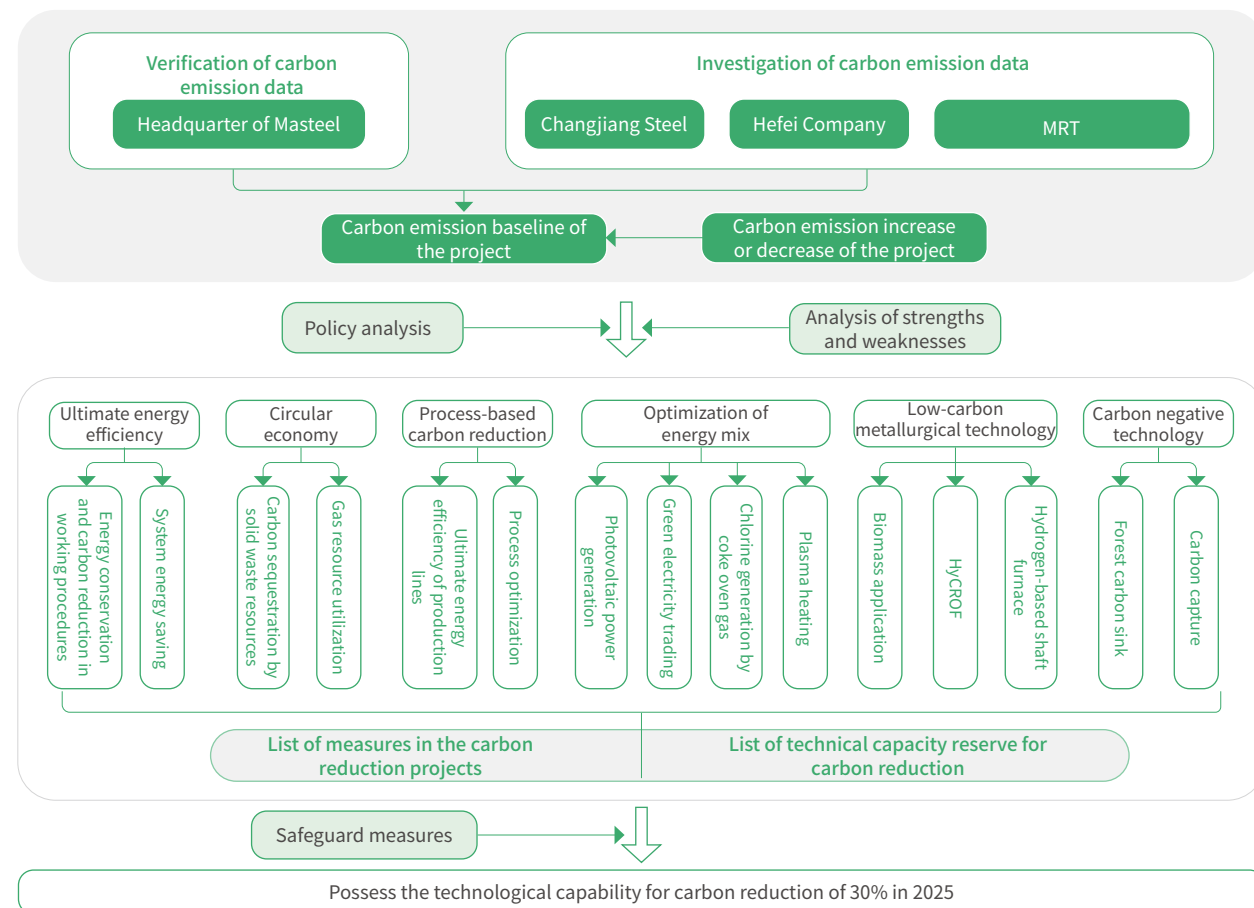 Verification of carbon
emission data
Headquarter of Masteel
Investigation of carbon emission data
Changjiang Steel
Hefei Company
MRT
Carbon emission baseline of
the project
Carbon emission increase
or decrease of the project
Policy analysis
Analysis of strengths
and weaknesses
Ultimate energy
efficiency
Circular
economy
Process-based
carbon reduction
Optimization of
energy mix
Low-carbon
metallurgical technology
Carbon negative
technology
Energy conservation
and carbon reduction in
working procedures
System energy saving
Carbon sequestration by
solid waste resources
Gas resource utilization
Ultimate energy
efficiency of production
lines
Process optimization
Photovoltaic power
generation
Green electricity trading
Chlorine generation by
coke oven gas
Plasma heating
Biomass application
HyCROF
Hydrogen-based shaft
furnace
Forest carbon sink
Carbon capture
List of measures in the carbon
reduction projects
List of technical capacity reserve for
carbon reduction
Safeguard measures
Possess the technological capability for carbon reduction of 30% in 2025